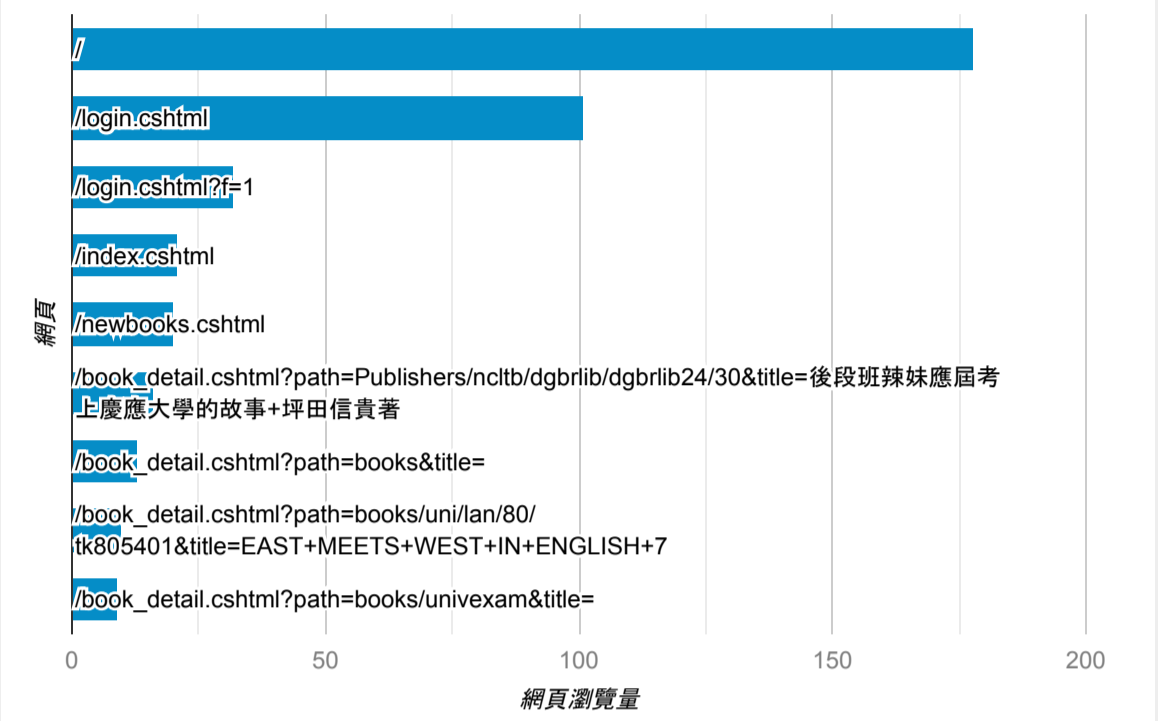 /
/login.cshtml
/login.cshtml?f=1
/index.cshtml
/newbooks.cshtml
網頁
/book_detail.cshtml?path=Publishers/ncltb/dgbrlib/dgbrlib24/30&title=後段班辣妹應屆考
上慶應大學的故事+坪田信貴著
/book_detail.cshtml?path=books&title=
/book_detail.cshtml?path=books/uni/lan/80/
tk805401&title=EAST+MEETS+WEST+IN+ENGLISH+7
/book_detail.cshtml?path=books/univexam&title=
0 50 100 150 200
網頁瀏覽量